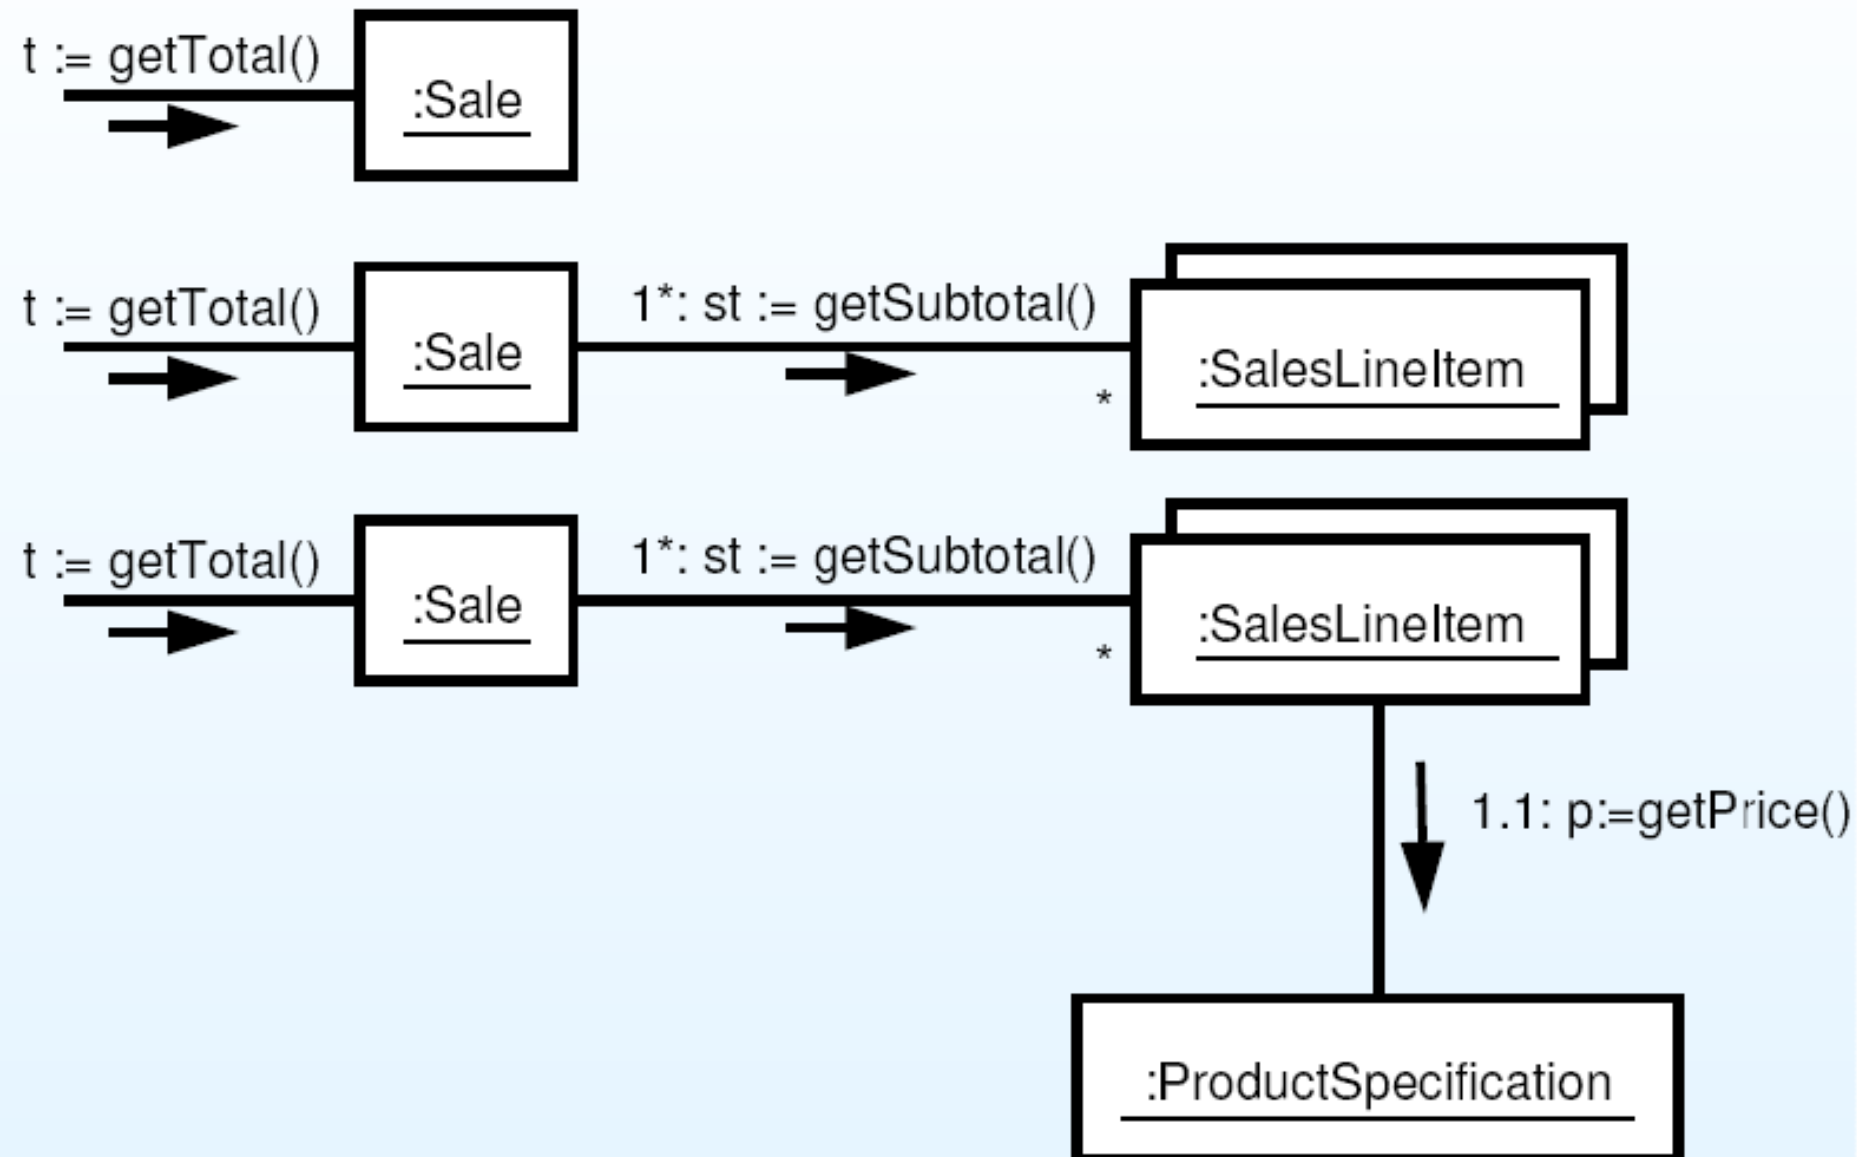 t := getTotal()
:Sale
t := getTotal()
:Sale
1*: st := getSubtotal()
*
:SalesLineItem
t := getTotal()
:Sale
1*: st := getSubtotal()
*
:SalesLineItem
1.1: p:=getPrice()
:ProductSpecification